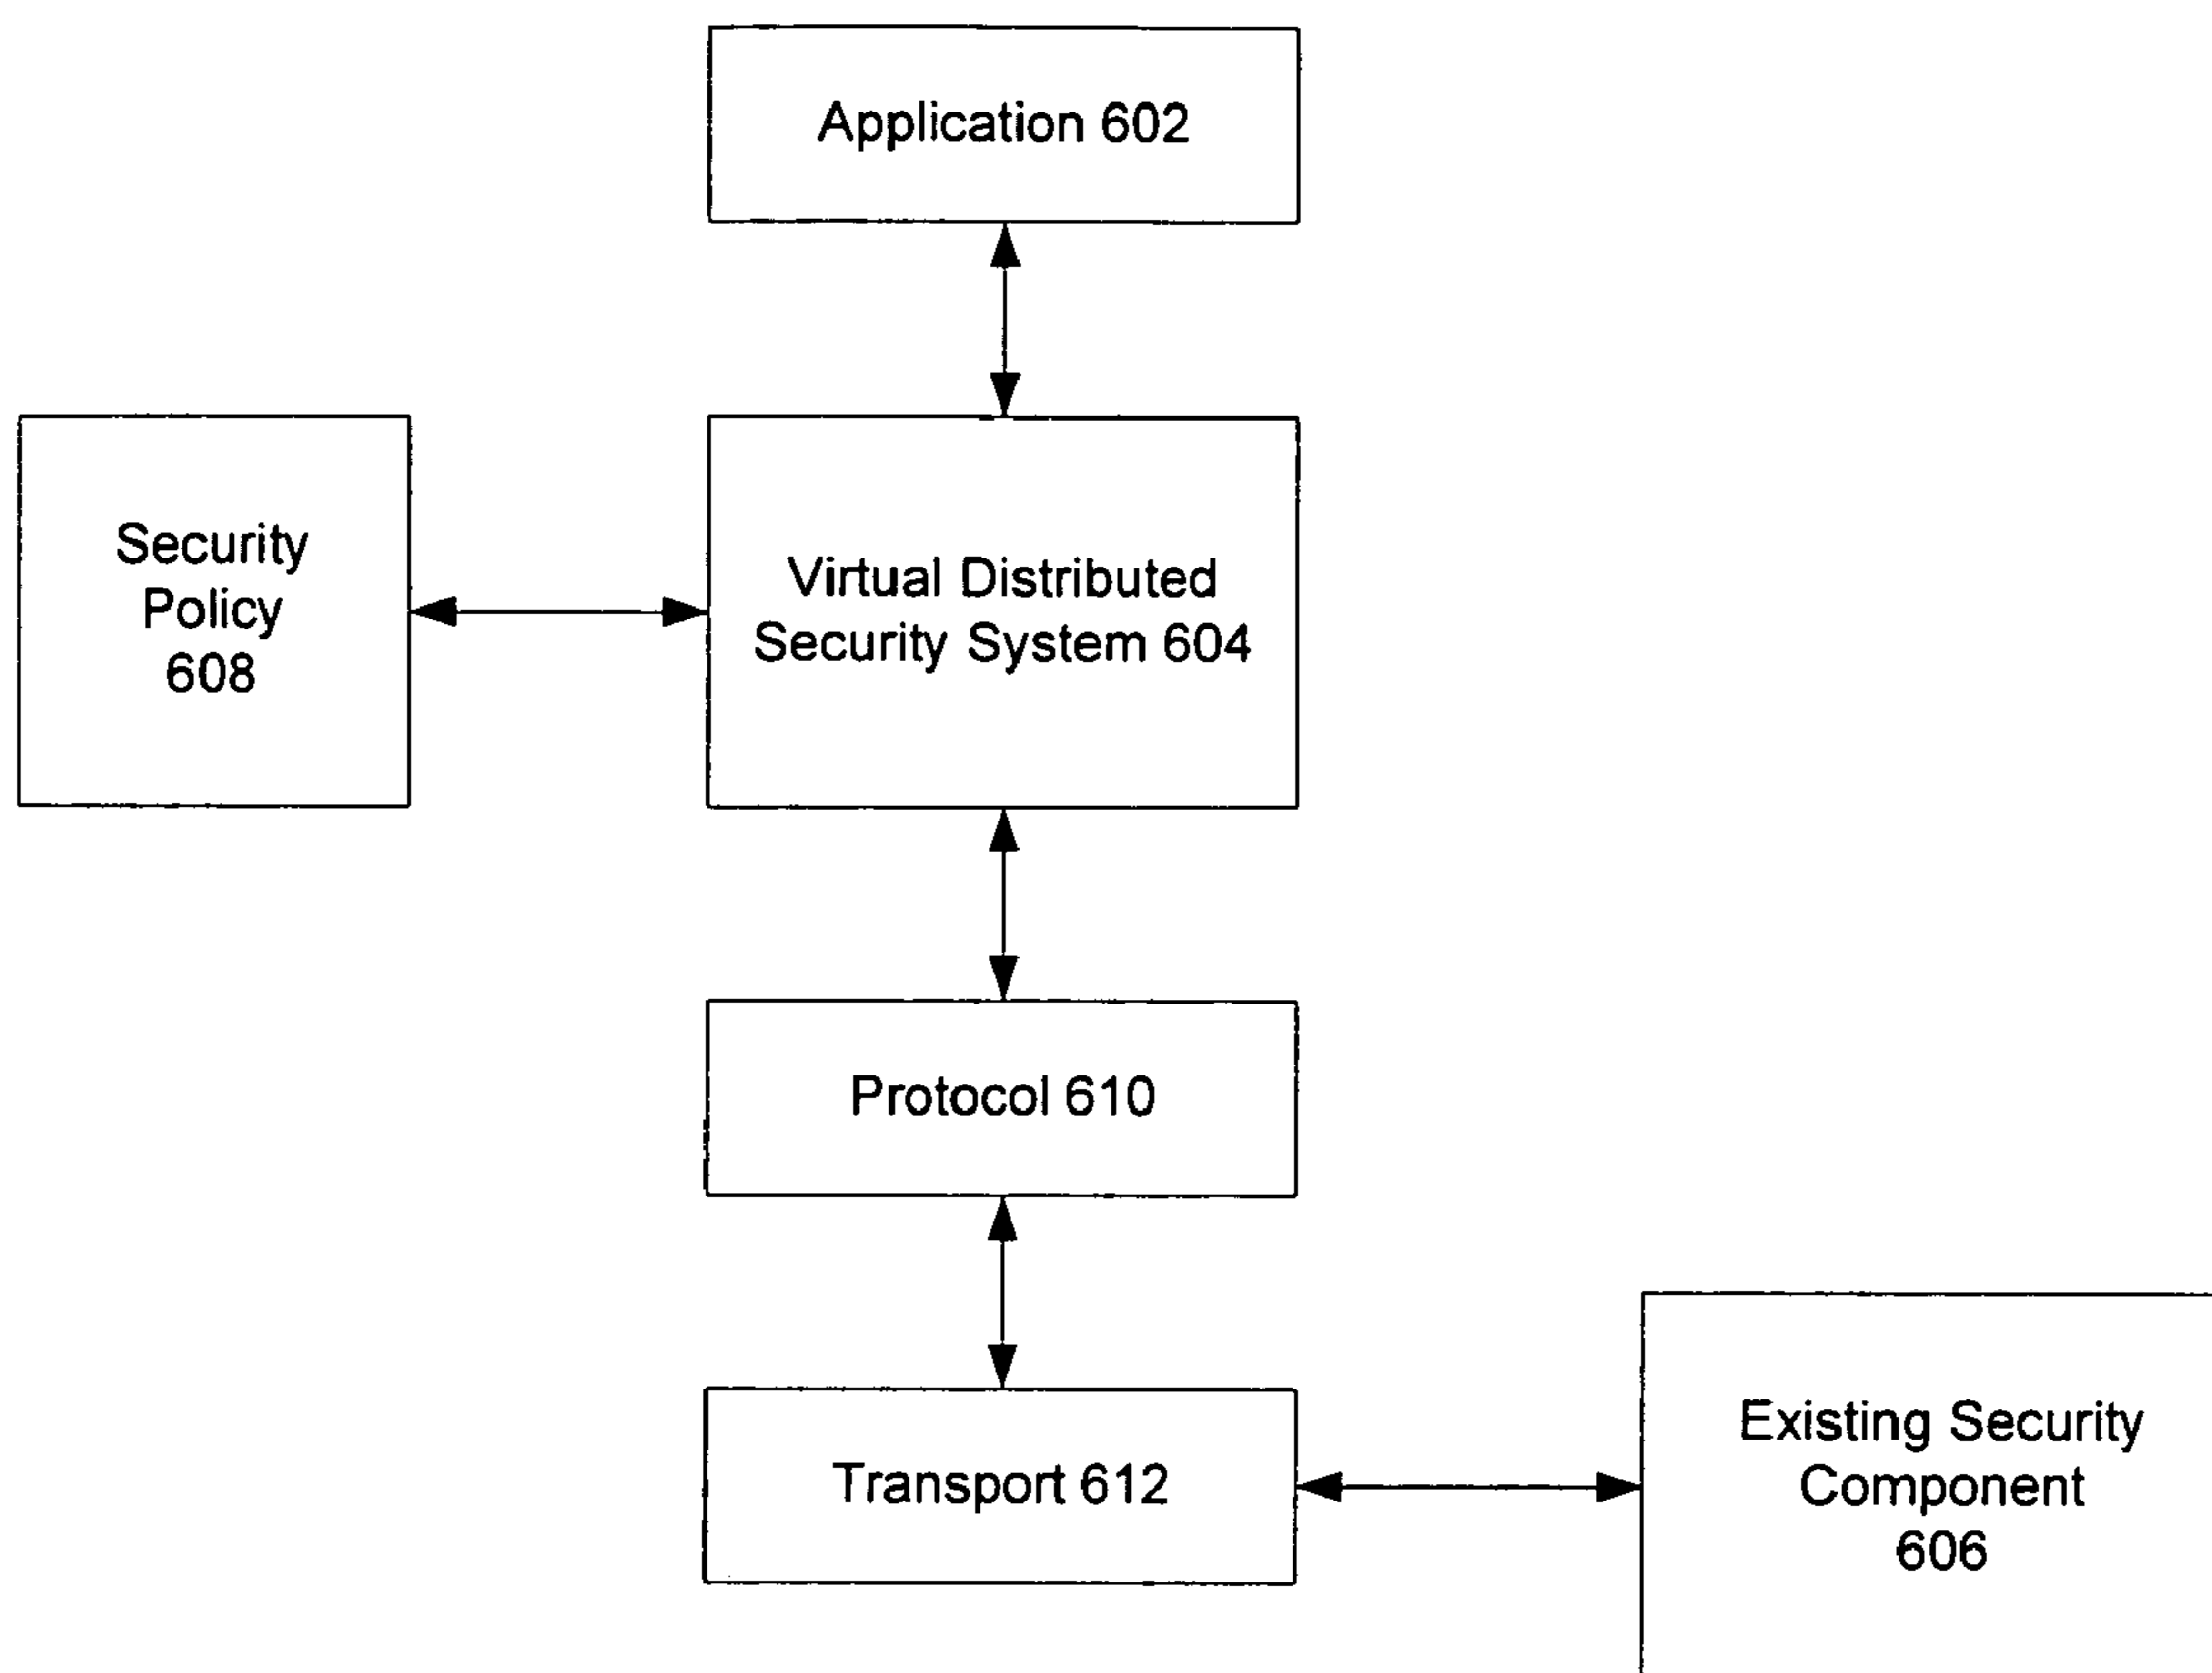 Application 602
Security
Policy
608
Virtual Distributed
Security System 604
Protocol 610
Transport 612
Existing Security
Component
606